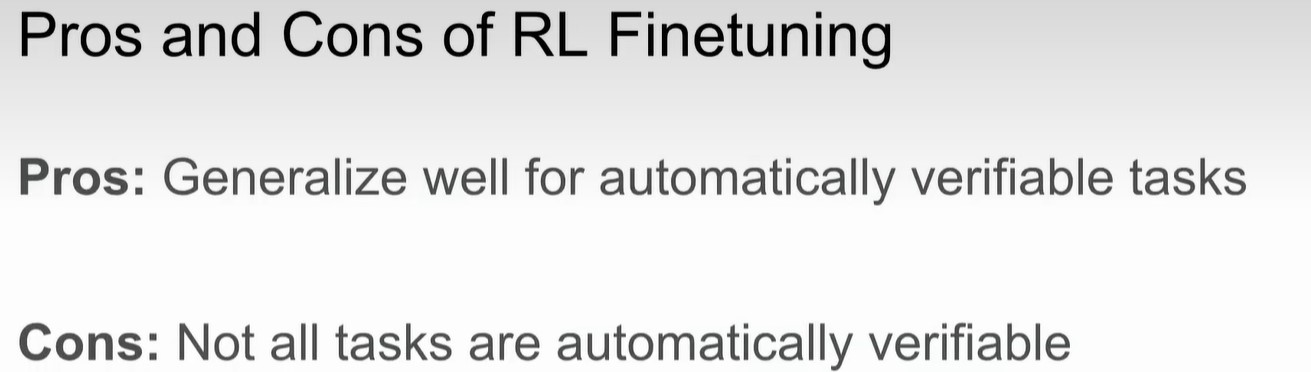 Pros and Cons of RL Finetuning
Pros: Generalize well for automatically verifiable tasks
Cons: Not all tasks are automatically verifiable